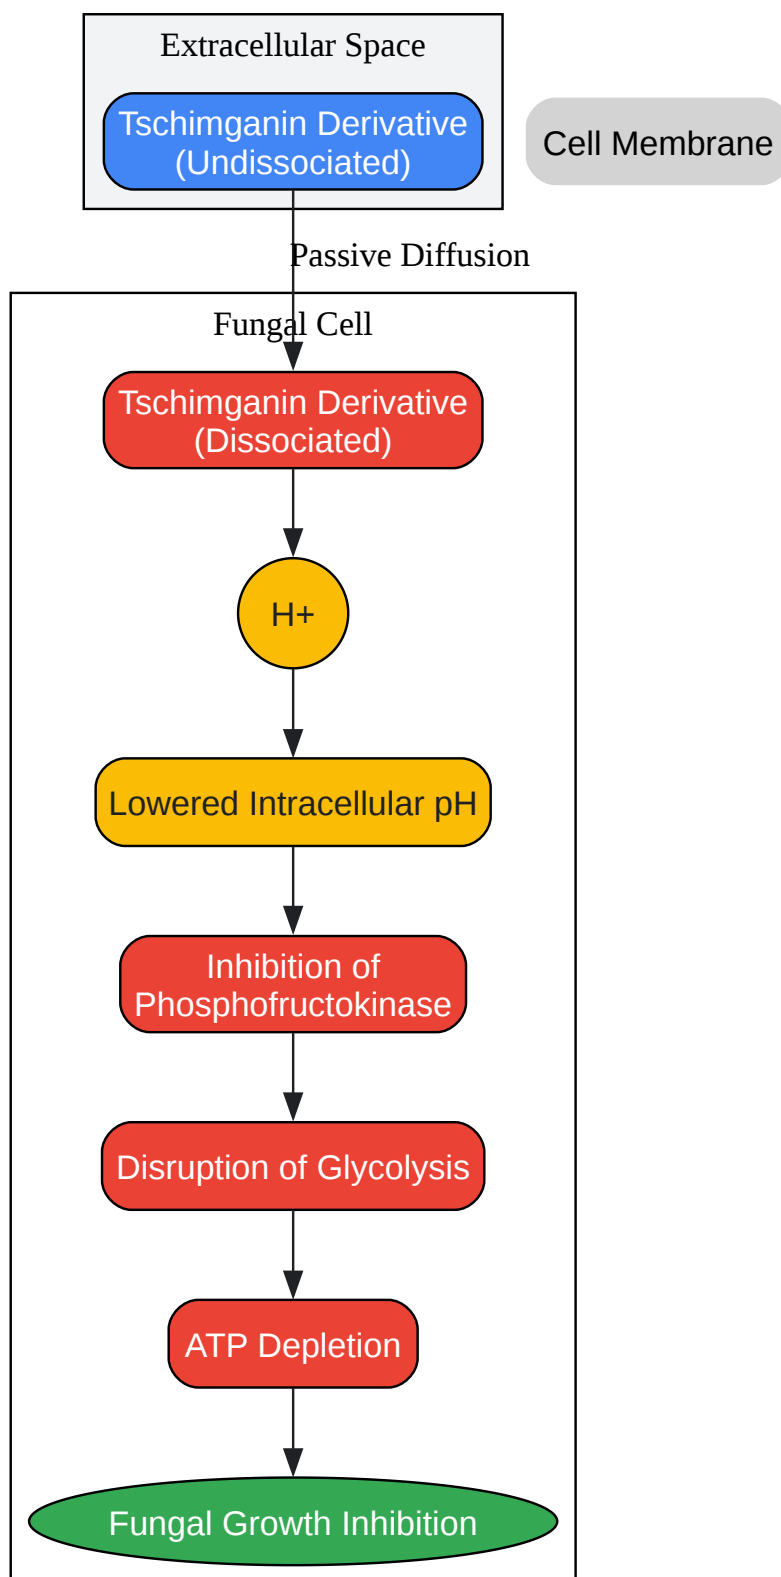 Extracellular Space
Tschimganin Derivative
(Undissociated)
Cell Membrane
Passive Diffusion
Fungal Cell
Tschimganin Derivative
(Dissociated)
H+
Lowered Intracellular pH
Inhibition of
Phosphofructokinase
Disruption of Glycolysis
ATP Depletion
Fungal Growth Inhibition